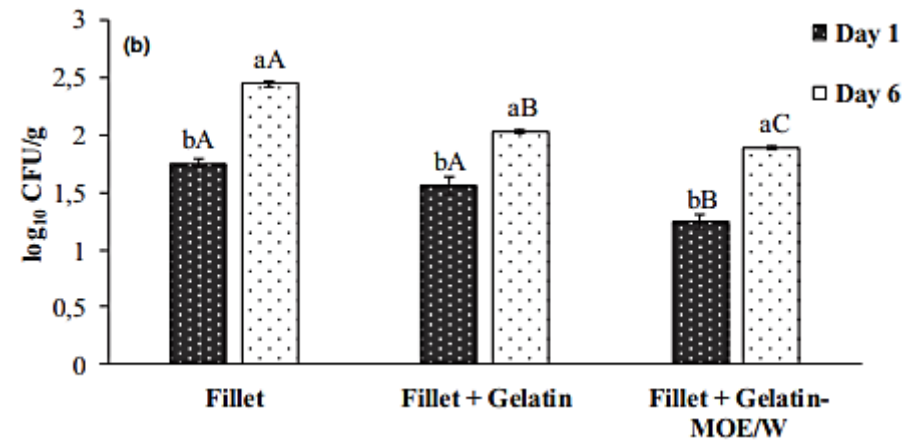 3
(b)
Day 1
aA
2,5
Day 6
aB
2
aC
bA
bA
1,5
bB
1
0,5
0
log10 CFU/g
Fillet
Fillet + Gelatin
Fillet + Gelatin-
MOE/W